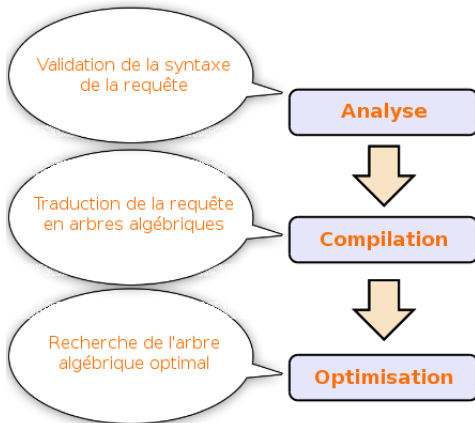 Validation de la syntaxe
de la requête
Analyse
Traduction de la requête
en arbres algébriques
Compilation
Recherche de l'arbre
algébrique optimal
Optimisation